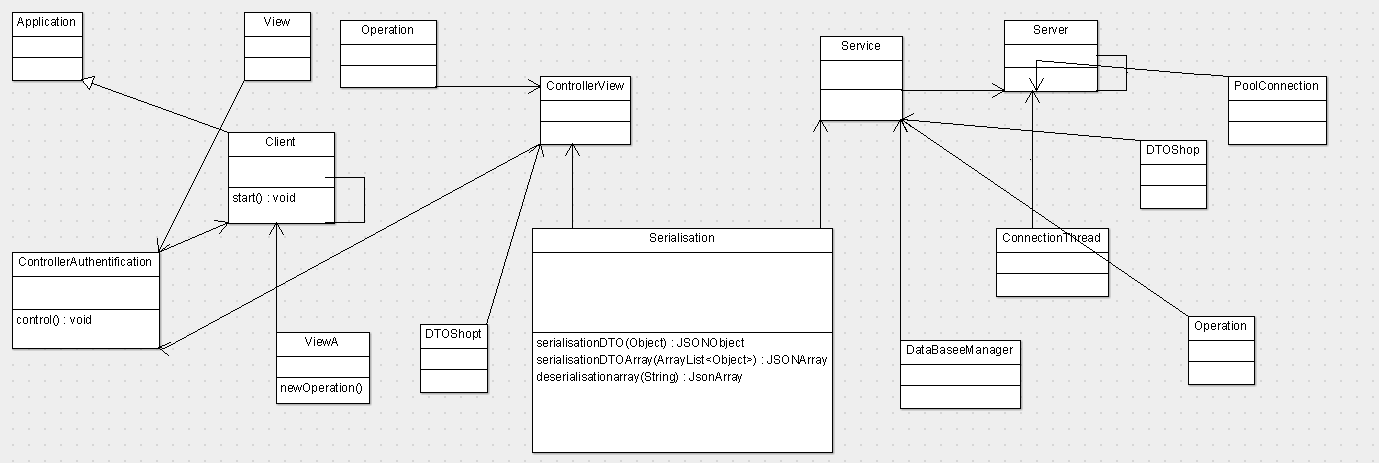 Application
View
Operation
ControllerView
Service
Server
PoolConnection
Client
start() : void
DTOShop
ControllerAuthentification
control() : void
Serialisation
serialisationDTO(Object) : JSONObject
serialisationDTOArray(ArrayList<Object>) : JSONArray
deserialisationarray(String) : JsonArray
ConnectionThread
ViewA
newOperation()
DTOShopt
DataBaseeManager
Operation